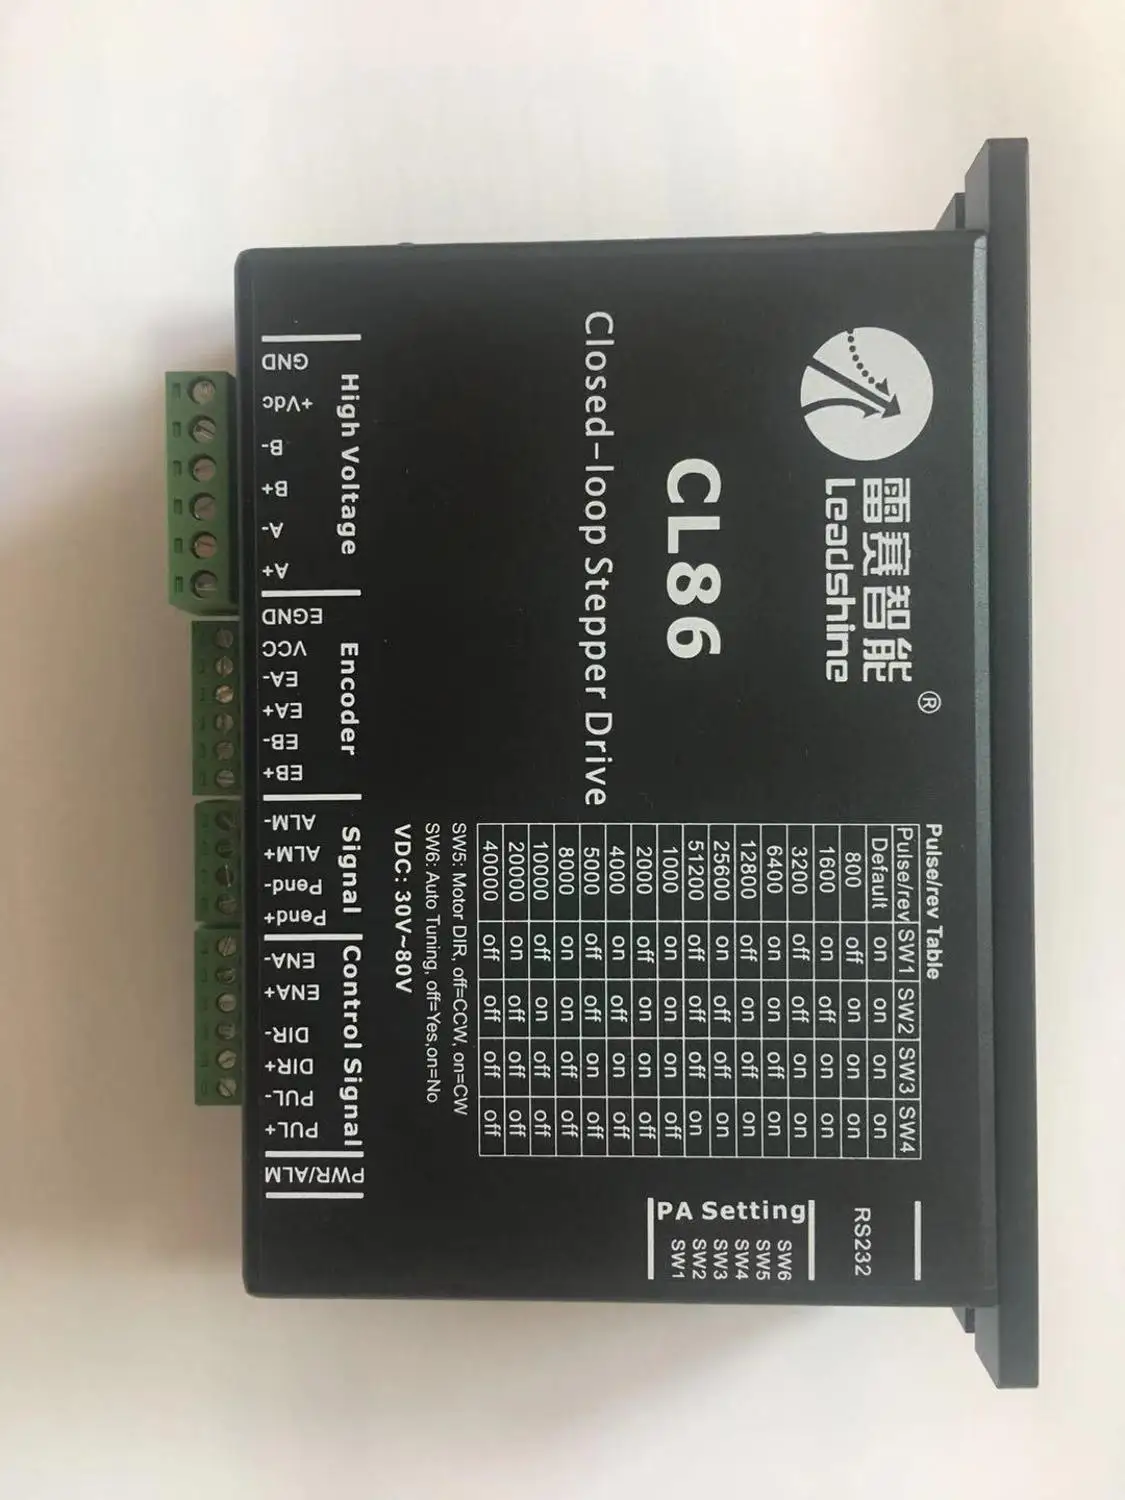 雷赛智能®
Leadshine
CL86
Closed-loop Stepper Drive
Pulse/rev Table
Pulse/rev SW1 SW2 SW3 SW4
Default on on on on
800 off on on on
1600 on off on on
3200 off off on on
6400 on on off on
12800 off on off on
25600 on off off on
51200 off off off on
1000 on on on off
2000 off on on off
4000 on off on off
5000 off off on off
8000 on on off off
10000 off on off off
20000 on off off off
40000 off off off off
SW5: Motor DIR, off=CCW, on=CW
SW6: Auto Tuning, off=Yes,on=No
VDC: 30V~80V
RS232
PA Setting
SW6
SW5
SW4
SW3
SW2
SW1
High Voltage
GND
+Vdc
B-
B+
A-
A+
Encoder
EGND
VCC
EA-
EA+
EB-
EB+
Signal
ALM-
ALM+
Pend-
Pend+
Control Signal
ENA-
ENA+
DIR-
DIR+
PUL-
PUL+
PWR/ALM